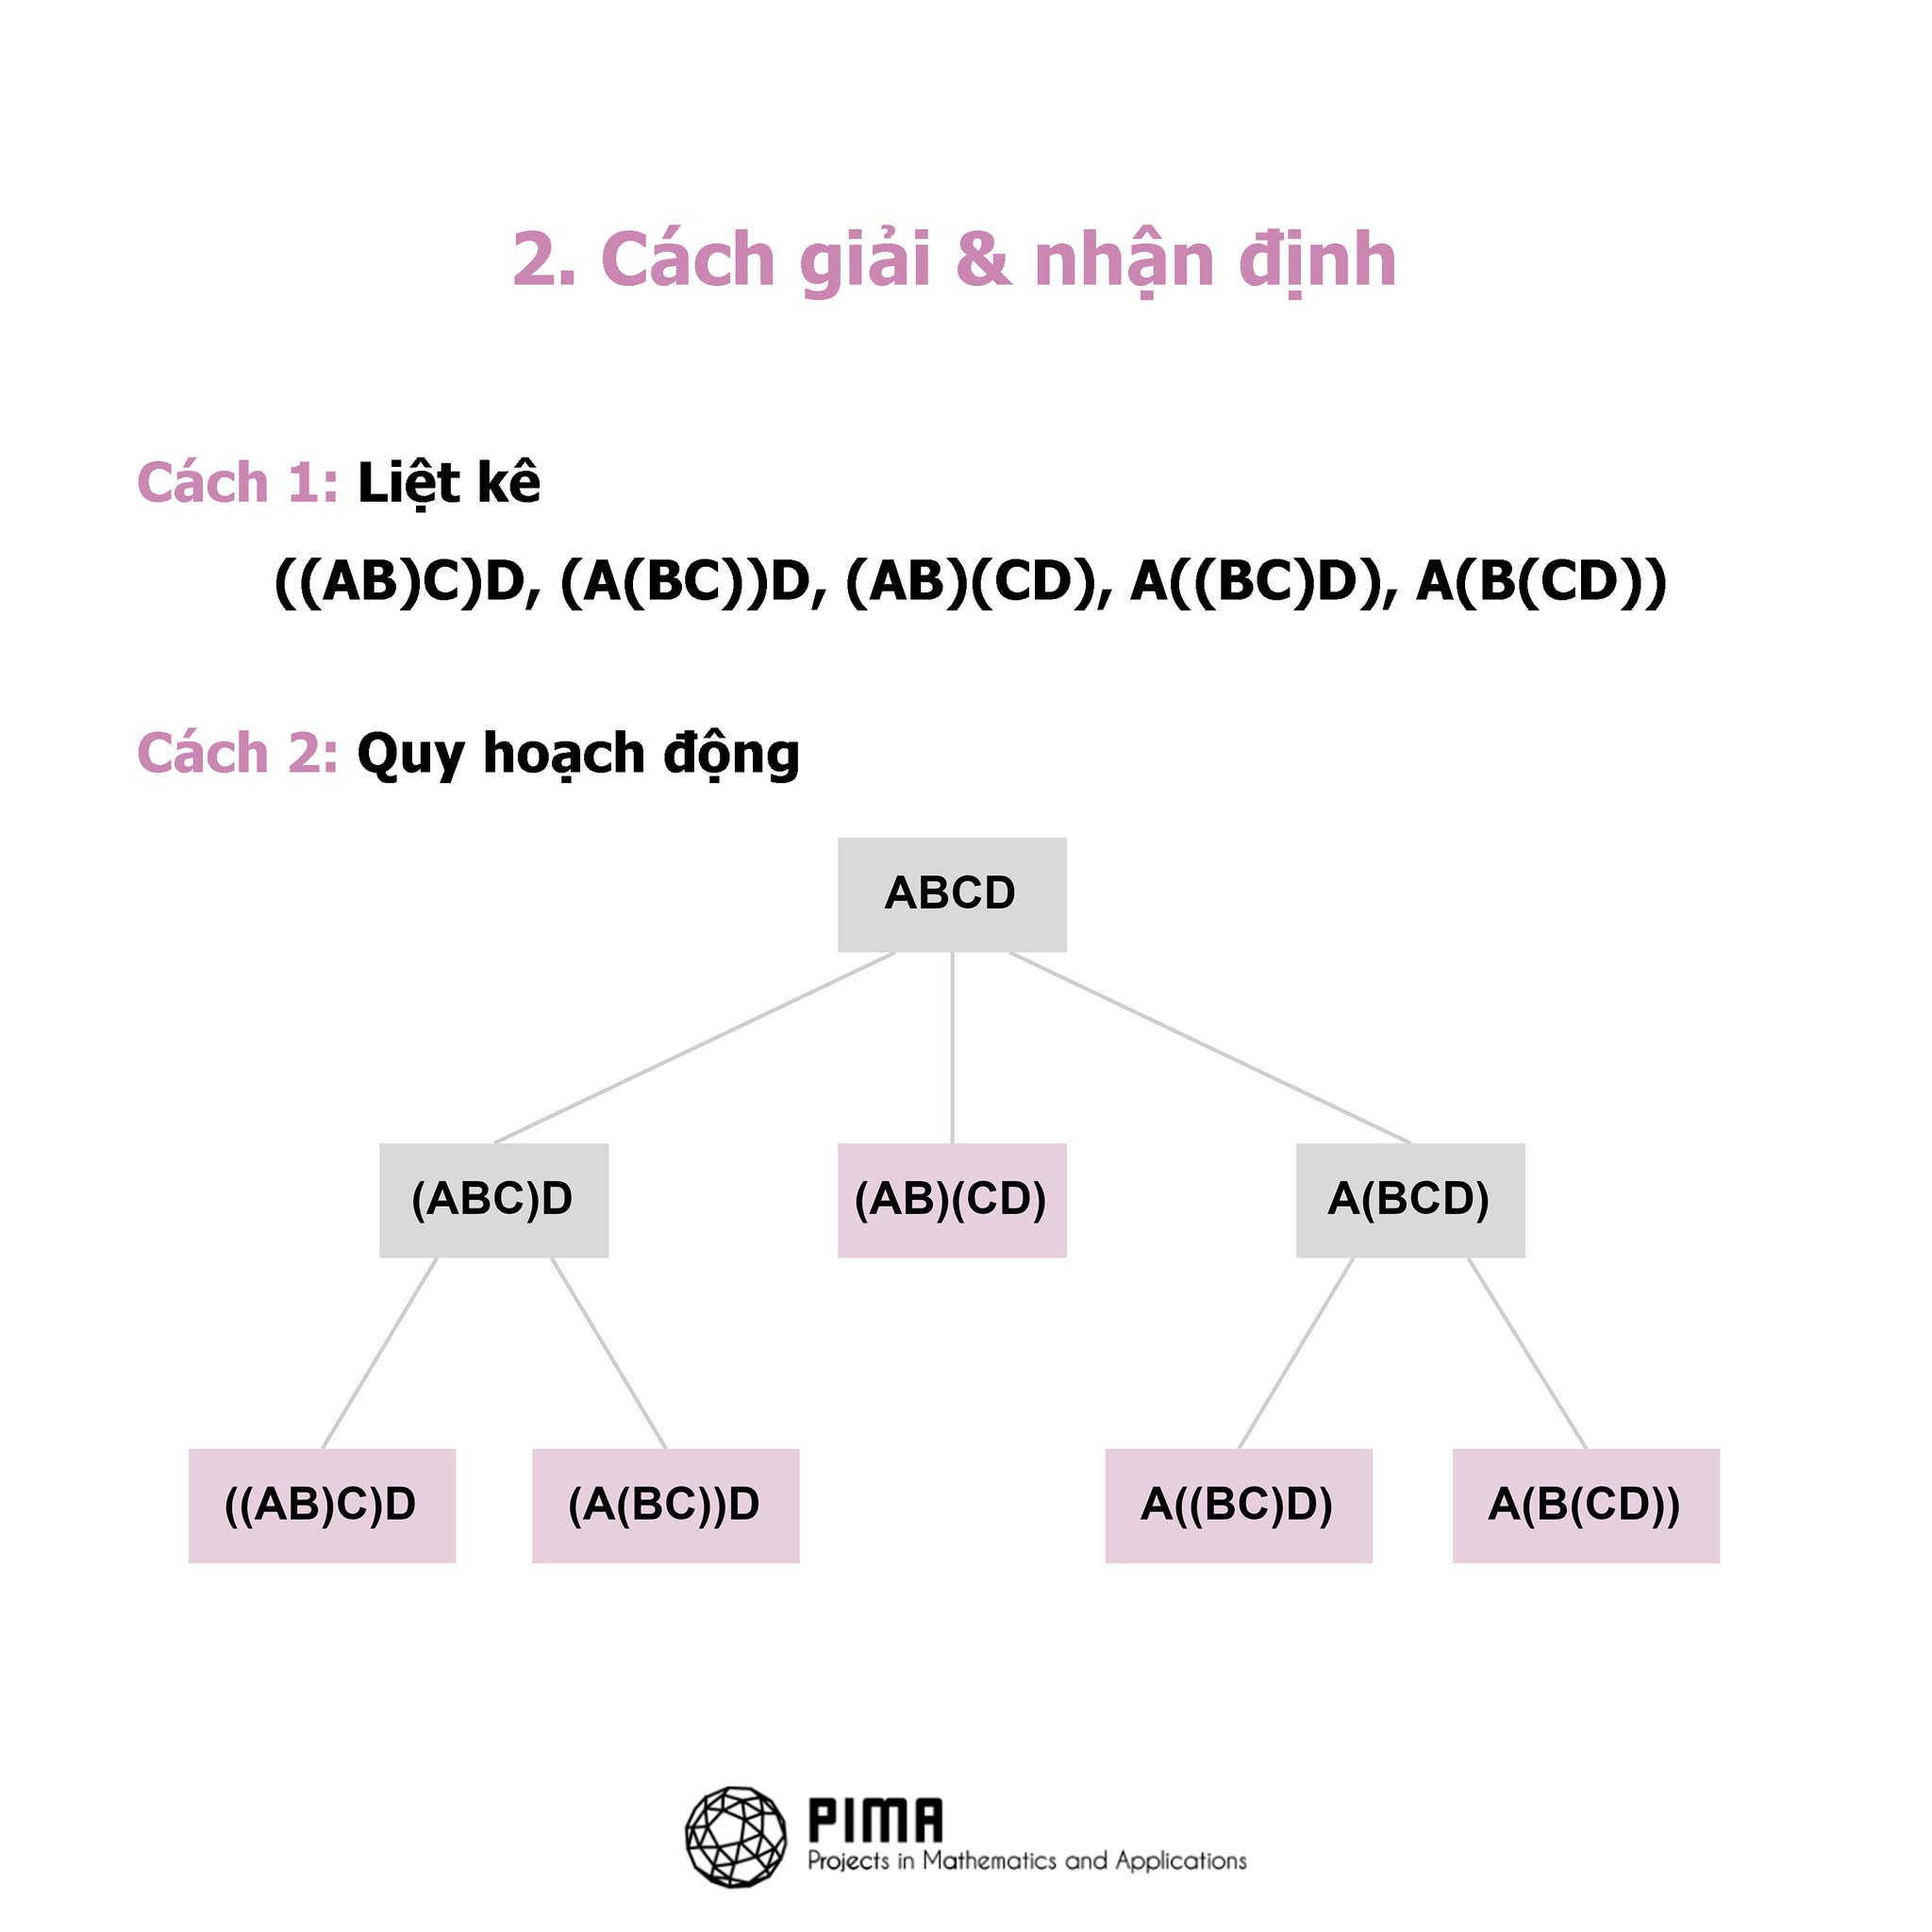 2. Cách giải & nhận định
Cách 1: Liệt kê
((AB)C)D, (A(BC))D, (AB)(CD), A((BC)D), A(B(CD))
Cách 2: Quy hoạch động
ABCD
(ABC)D
(AB)(CD)
A(BCD)
((AB)C)D
(A(BC))D
A((BC)D)
A(B(CD))
PIMA
Projects in Mathematics and Applications